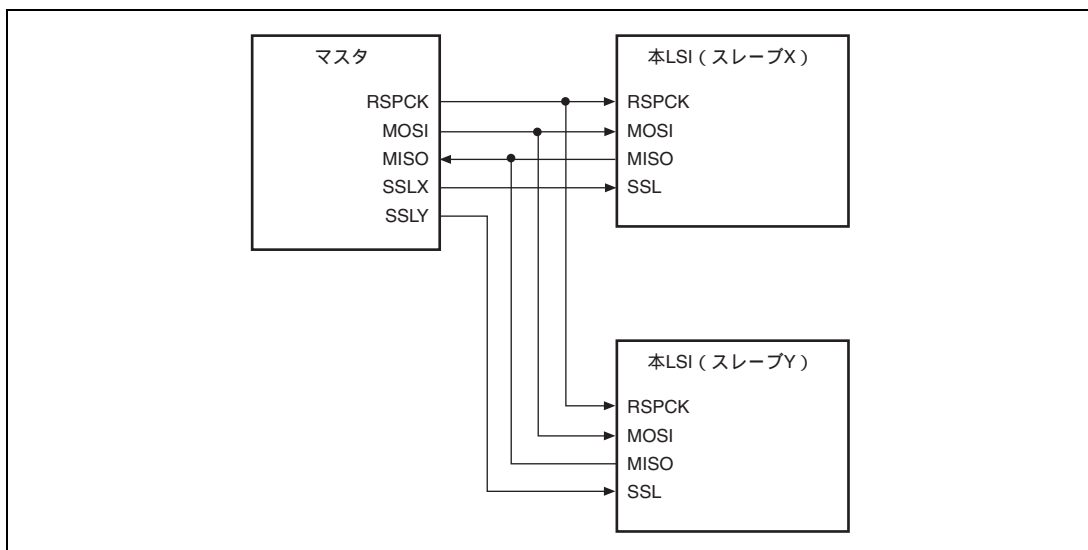 マスタ
RSPCK
MOSI
MISO
SSLX
SSLY
本LSI（スレーブX）
RSPCK
MOSI
MISO
SSL
本LSI（スレーブY）
RSPCK
MOSI
MISO
SSL